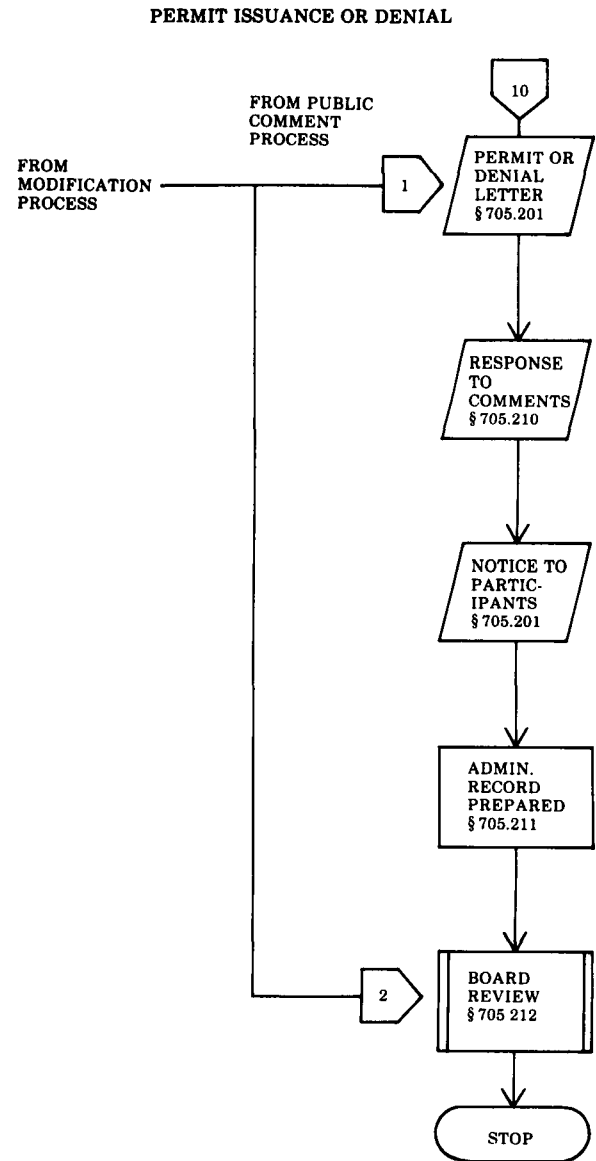 PERMIT ISSUANCE OR DENIAL
10
FROM PUBLIC
COMMENT
PROCESS
FROM
MODIFICATION
PROCESS
1
PERMIT OR
DENIAL
LETTER
§ 705.201
RESPONSE
TO
COMMENTS
§ 705.210
NOTICE TO
PARTIC-
IPANTS
§ 705.201
ADMIN.
RECORD
PREPARED
§ 705.211
2
BOARD
REVIEW
§ 705 212
STOP